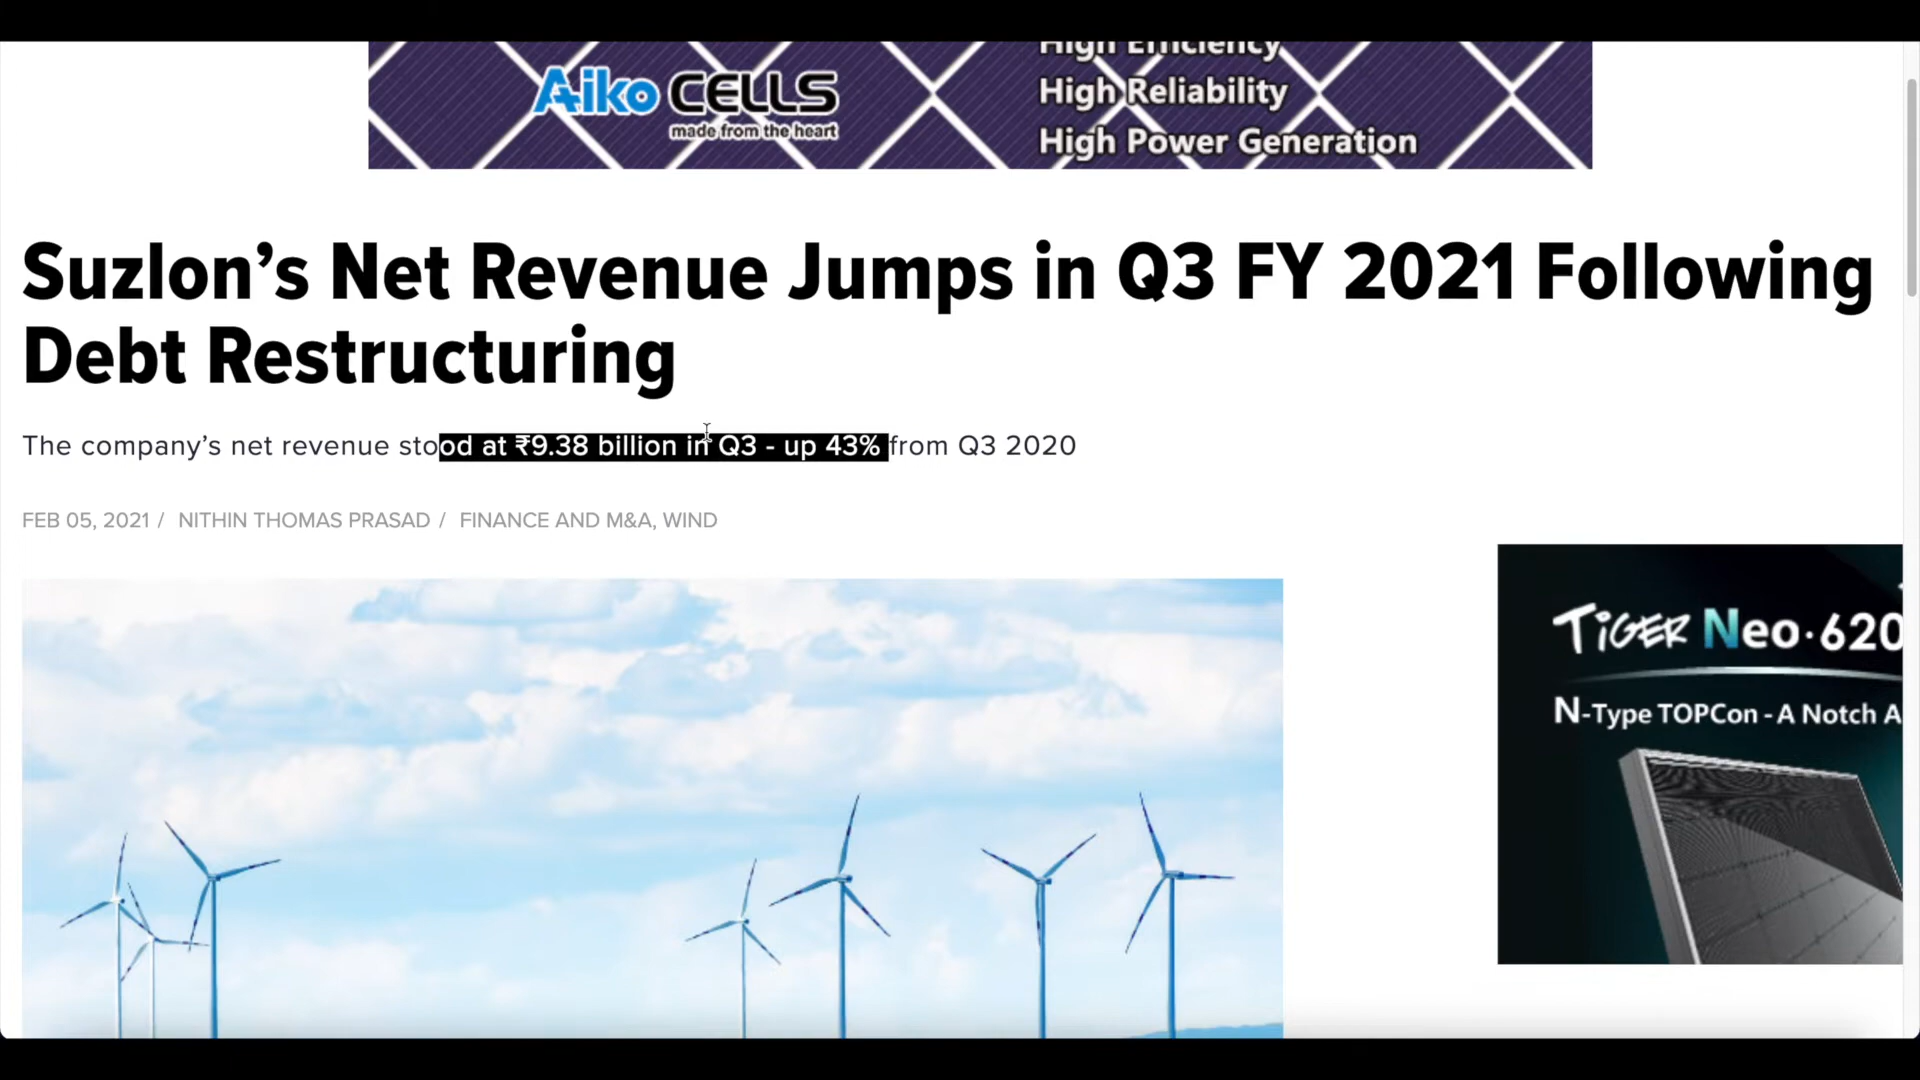 High Efficiency
Aiko CELLS
High Reliability
made from the heart
High Power Generation
Suzlon’s Net Revenue Jumps in Q3 FY 2021 Following
Debt Restructuring
The company’s net revenue stood at ₹9.38 billion in Q3 - up 43% from Q3 2020
FEB 05, 2021 / NITHIN THOMAS PRASAD / FINANCE AND M&A, WIND
TiGER Neo·620
N-Type TOPCon - A Notch A